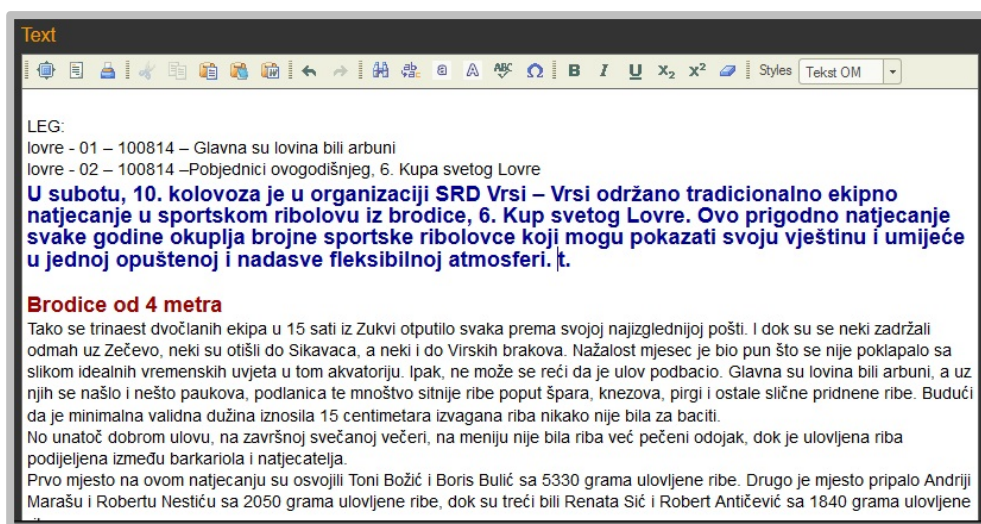 Text
Styles Tekst OM
LEG:
lovre - 01 – 100814 – Glavna su lovina bili arbuni
lovre - 02 – 100814 –Pobjednici ovogodišnjeg, 6. Kupa svetog Lovre
U subotu, 10. kolovoza je u organizaciji SRD Vrsi – Vrsi održano tradicionalno ekipno
natjecanje u sportskom ribolovu iz brodice, 6. Kup svetog Lovre. Ovo prigodno natjecanje
svake godine okuplja brojne sportske ribolovce koji mogu pokazati svoju vještinu i umijeće
u jednoj opuštenoj i nadasve fleksibilnoj atmosferi. t.
Brodice od 4 metra
Tako se trinaest dvočlanih ekipa u 15 sati iz Zukvi otputilo svaka prema svojoj najizglednijoj pošti. I dok su se neki zadržali
odmah uz Zečevo, neki su otišli do Sikavaca, a neki i do Virskih brakova. Nažalost mjesec je bio pun što se nije poklapalo sa
slikom idealnih vremenskih uvjeta u tom akvatoriju. Ipak, ne može se reći da je ulov podbacio. Glavna su lovina bili arbuni, a uz
njih se našlo i nešto paukova, podlanica te mnoštvo sitnije ribe poput špara, knezova, pirgi i ostale slične pridnene ribe. Budući
da je minimalna validna dužina iznosila 15 centimetara izvagana riba nikako nije bila za baciti.
No unatoč dobrom ulovu, na završnoj svečanoj večeri, na meniju nije bila riba već pečeni odojak, dok je ulovljena riba
podijeljena između barkariola i natjecatelja.
Prvo mjesto na ovom natjecanju su osvojili Toni Božić i Boris Bulić sa 5330 grama ulovljene ribe. Drugo je mjesto pripalo Andriji
Marašu i Robertu Nestiću sa 2050 grama ulovljene ribe, dok su treći bili Renata Sić i Robert Antičević sa 1840 grama ulovljene